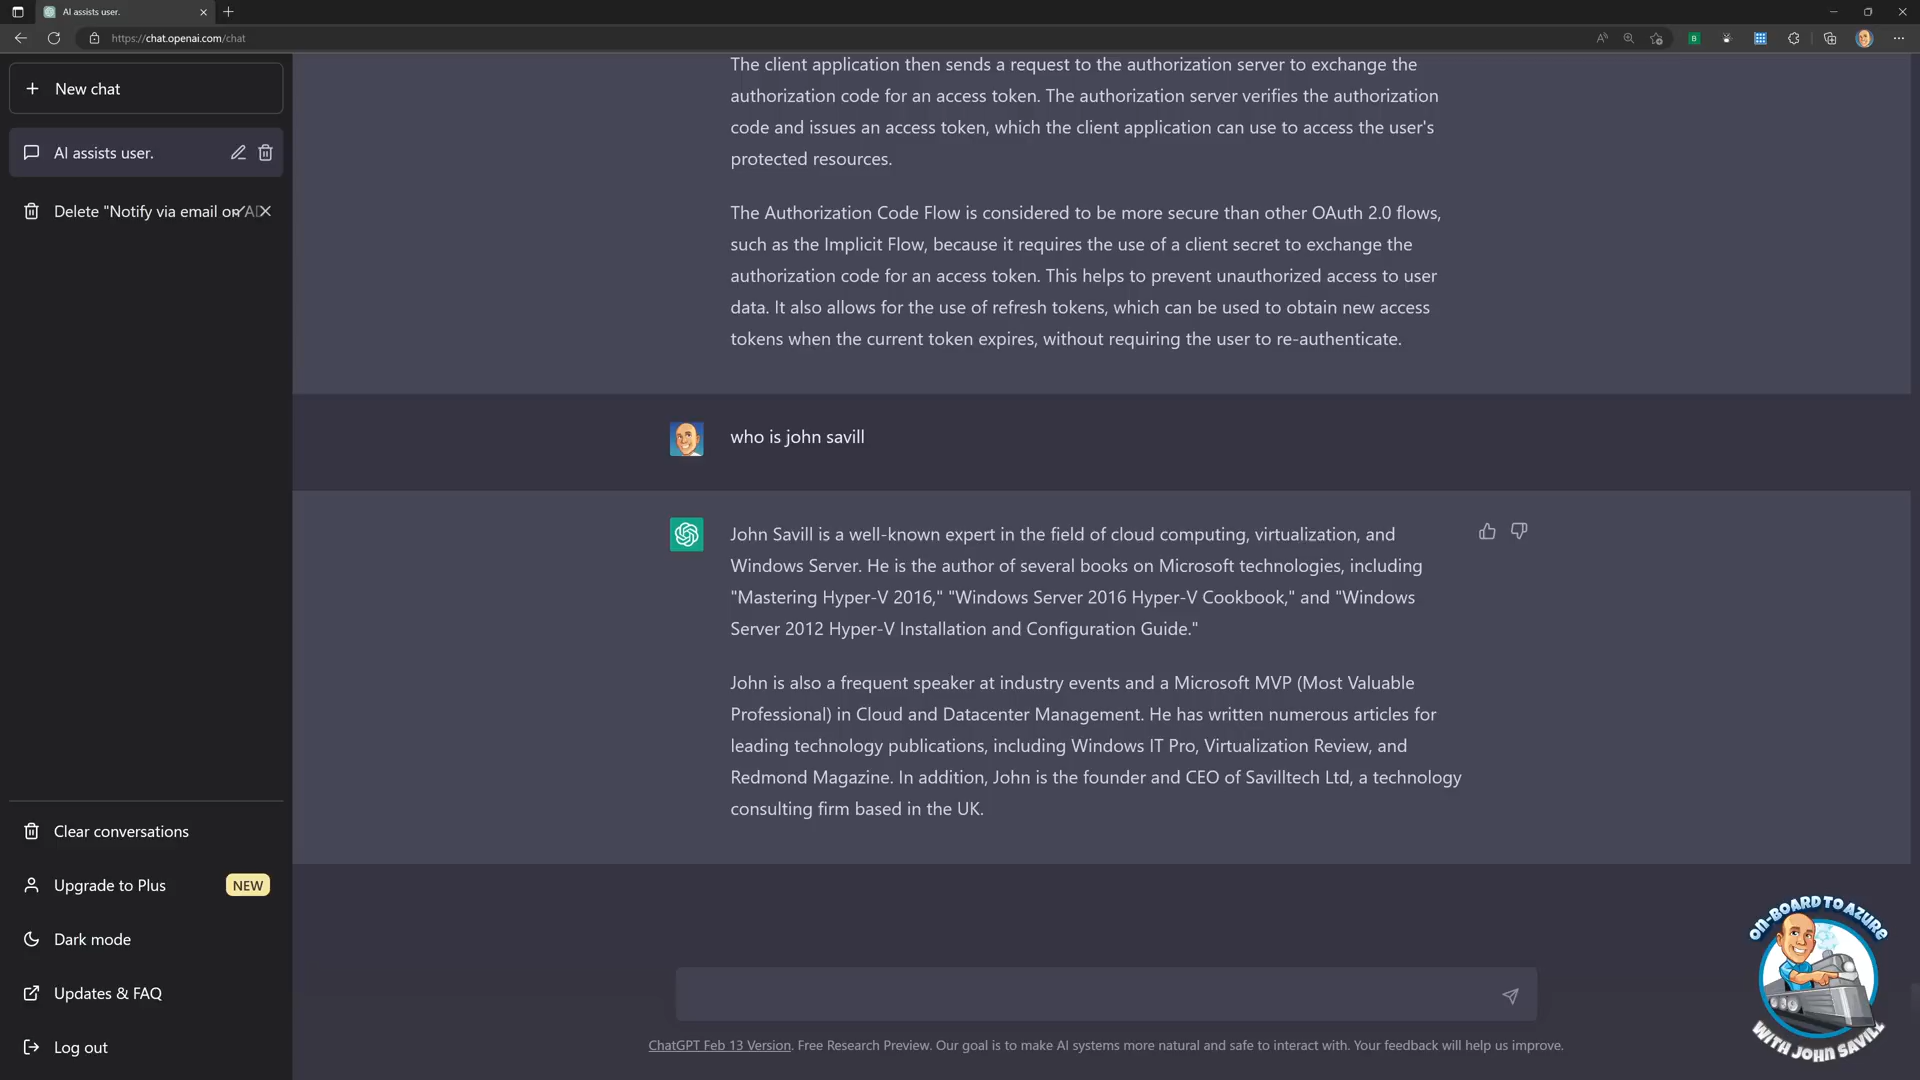 AI assists user.
https://chat.openai.com/chat
New chat
AI assists user.
Delete "Notify via email on AD
Clear conversations
Upgrade to Plus
NEW
Dark mode
Updates & FAQ
Log out
The client application then sends a request to the authorization server to exchange the
authorization code for an access token. The authorization server verifies the authorization
code and issues an access token, which the client application can use to access the user's
protected resources.
The Authorization Code Flow is considered to be more secure than other OAuth 2.0 flows,
such as the Implicit Flow, because it requires the use of a client secret to exchange the
authorization code for an access token. This helps to prevent unauthorized access to user
data. It also allows for the use of refresh tokens, which can be used to obtain new access
tokens when the current token expires, without requiring the user to re-authenticate.
who is john savill
John Savill is a well-known expert in the field of cloud computing, virtualization, and
Windows Server. He is the author of several books on Microsoft technologies, including
"Mastering Hyper-V 2016," "Windows Server 2016 Hyper-V Cookbook," and "Windows
Server 2012 Hyper-V Installation and Configuration Guide."
John is also a frequent speaker at industry events and a Microsoft MVP (Most Valuable
Professional) in Cloud and Datacenter Management. He has written numerous articles for
leading technology publications, including Windows IT Pro, Virtualization Review, and
Redmond Magazine. In addition, John is the founder and CEO of Savilltech Ltd, a technology
consulting firm based in the UK.
ChatGPT Feb 13 Version. Free Research Preview. Our goal is to make AI systems more natural and safe to interact with. Your feedback will help us improve.
ON-BOARD TO AZURE
WITH JOHN SAVILL